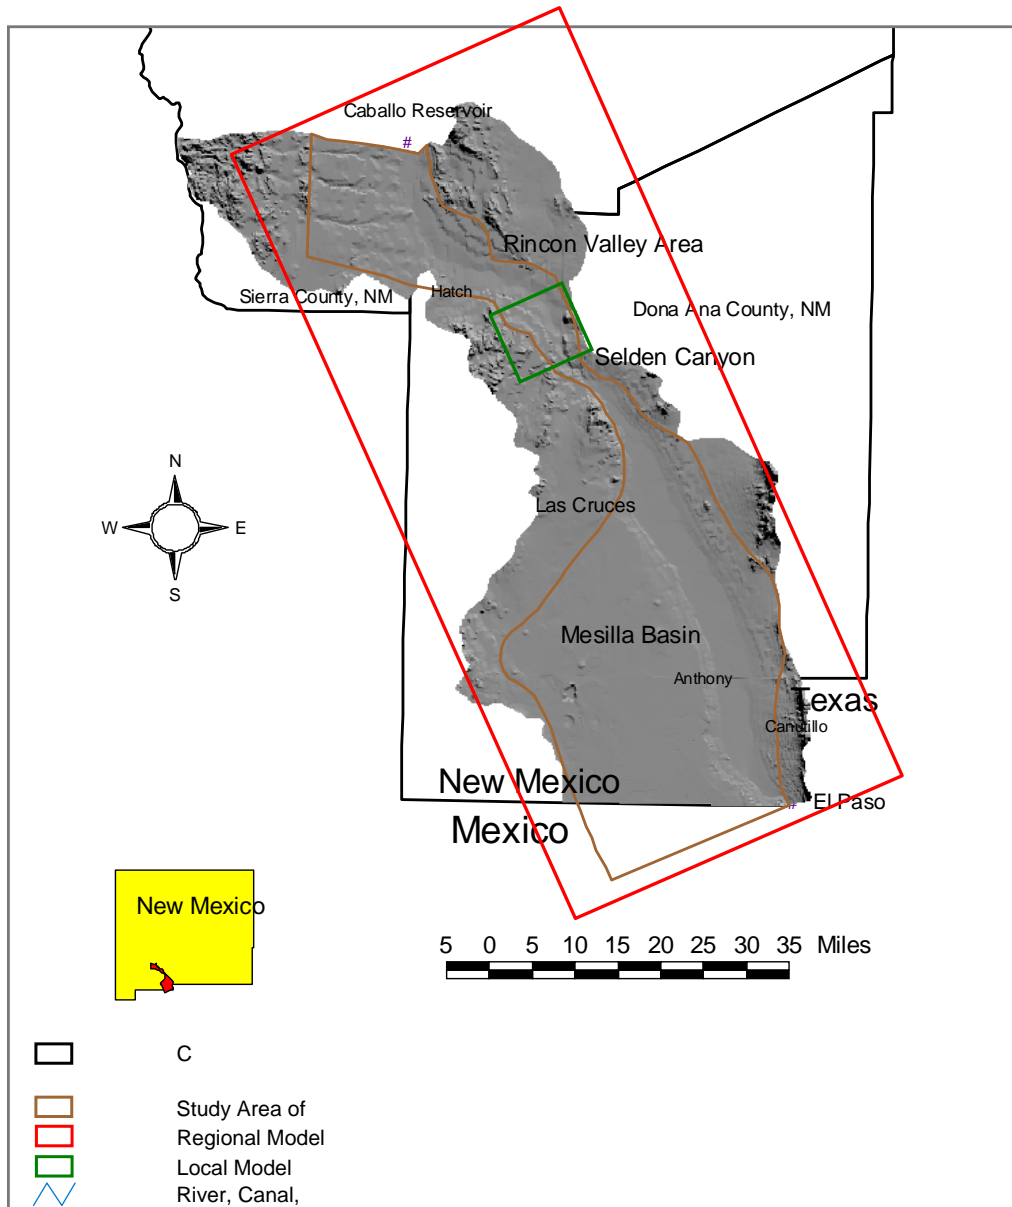 Caballo Reservoir
#
Rincon Valley Area
Hatch
Sierra County, NM
Dona Ana County, NM
Selden Canyon
N
W E
S
Las Cruces
Mesilla Basin
Anthony
Texas
Canutillo
New Mexico
# El Paso
Mexico
New Mexico
5 0 5 10 15 20 25 30 35 Miles
C
Study Area of
Regional Model
Local Model
River, Canal,